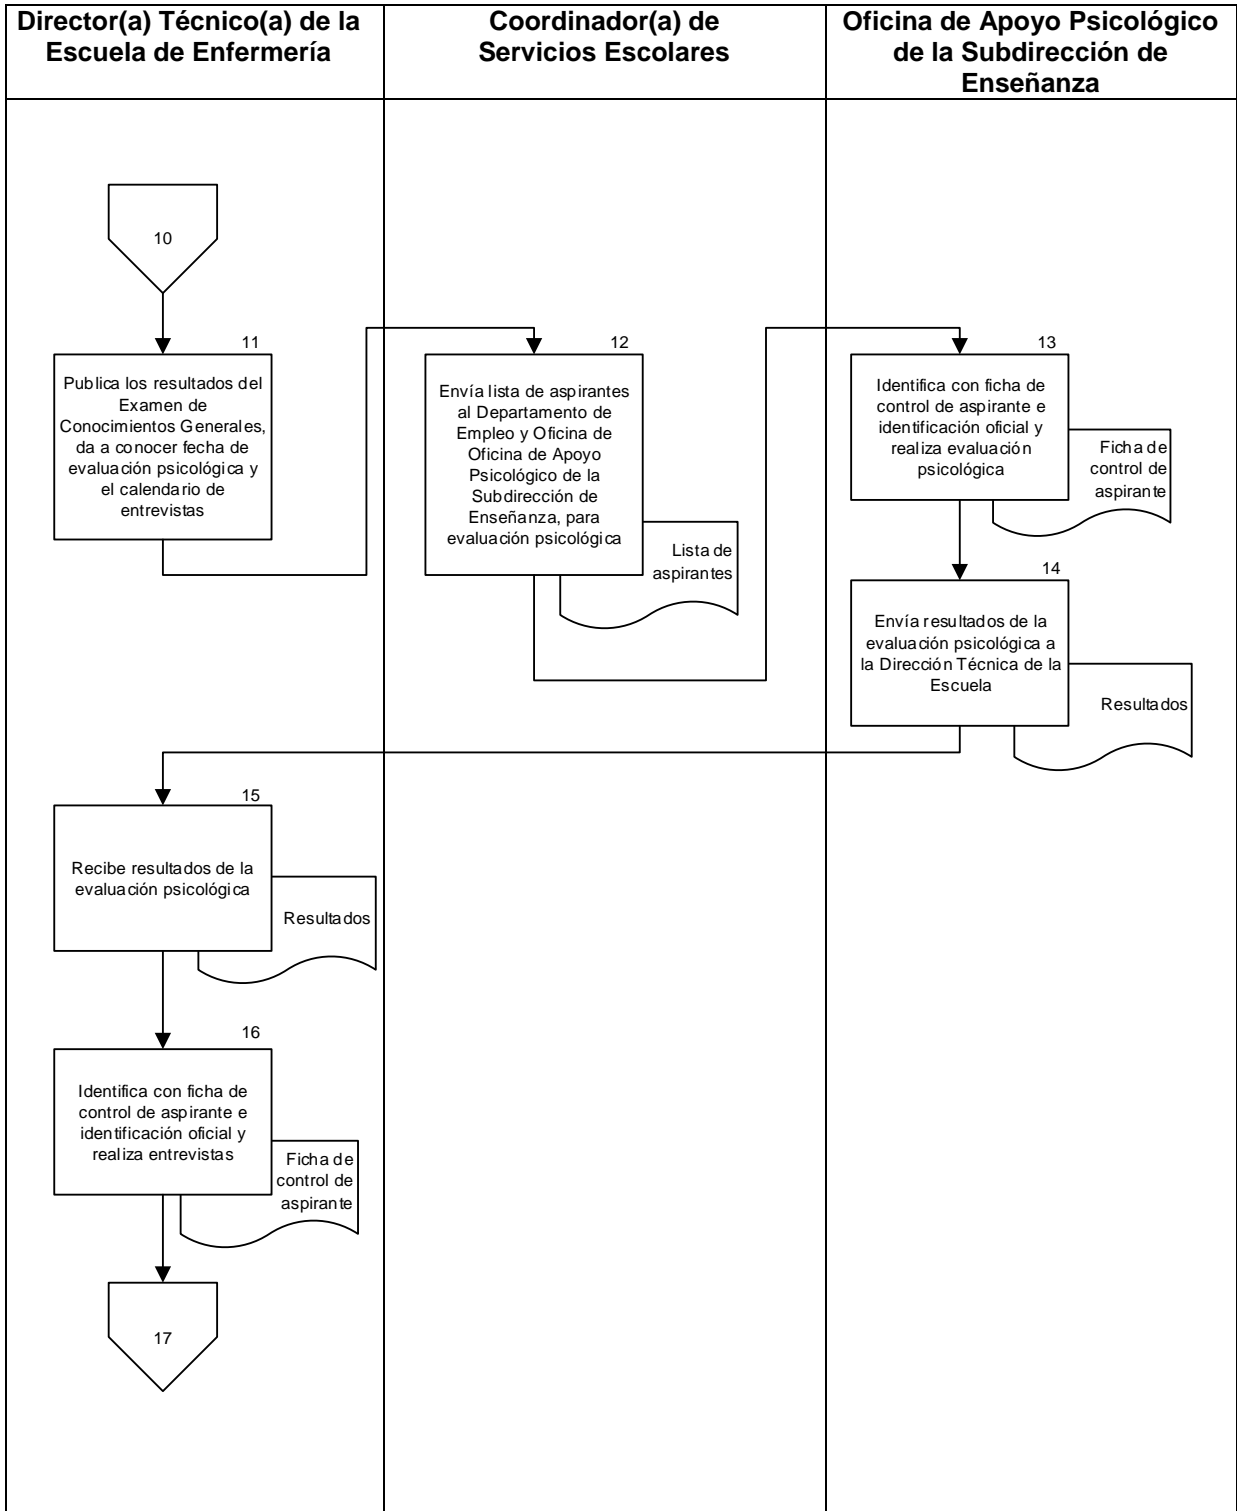 Director(a) Técnico(a) de la
Escuela de Enfermería
Coordinador(a) de
Servicios Escolares
Oficina de Apoyo Psicológico
de la Subdirección de
Enseñanza
10
11
Publica los resultados del
Examen de
Conocimientos Generales,
da a conocer fecha de
evaluación psicológica y
el calendario de
entrevistas
12
Envía lista de aspirantes
al Departamento de
Empleo y Oficina de
Oficina de Apoyo
Psicológico de la
Subdirección de
Enseñanza, para
evaluación psicológica
Lista de
aspirantes
13
Identifica con ficha de
control de aspirante e
identificación oficial y
realiza evaluación
psicológica
Ficha de
control de
aspirante
14
Envía resultados de la
evaluación psicológica a
la Dirección Técnica de la
Escuela
Resultados
15
Recibe resultados de la
evaluación psicológica
Resultados
16
Identifica con ficha de
control de aspirante e
identificación oficial y
realiza entrevistas
Ficha de
control de
aspirante
17